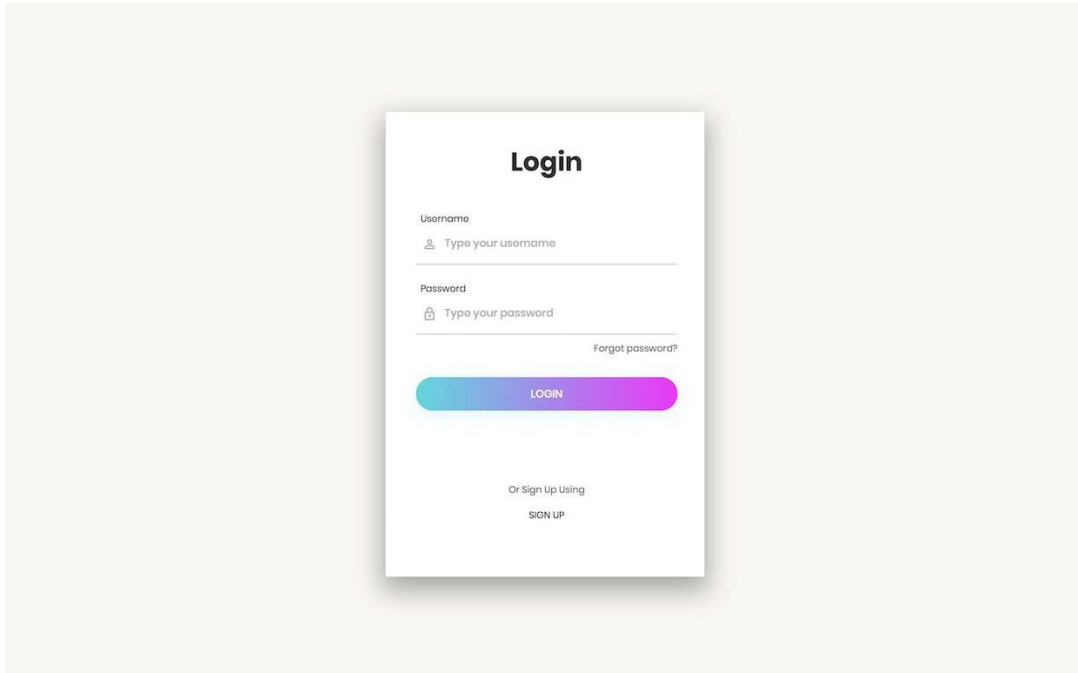 Login
Username
Type your username
Password
Type your password
Forgot password?
LOGIN
Or Sign Up Using
SIGN UP